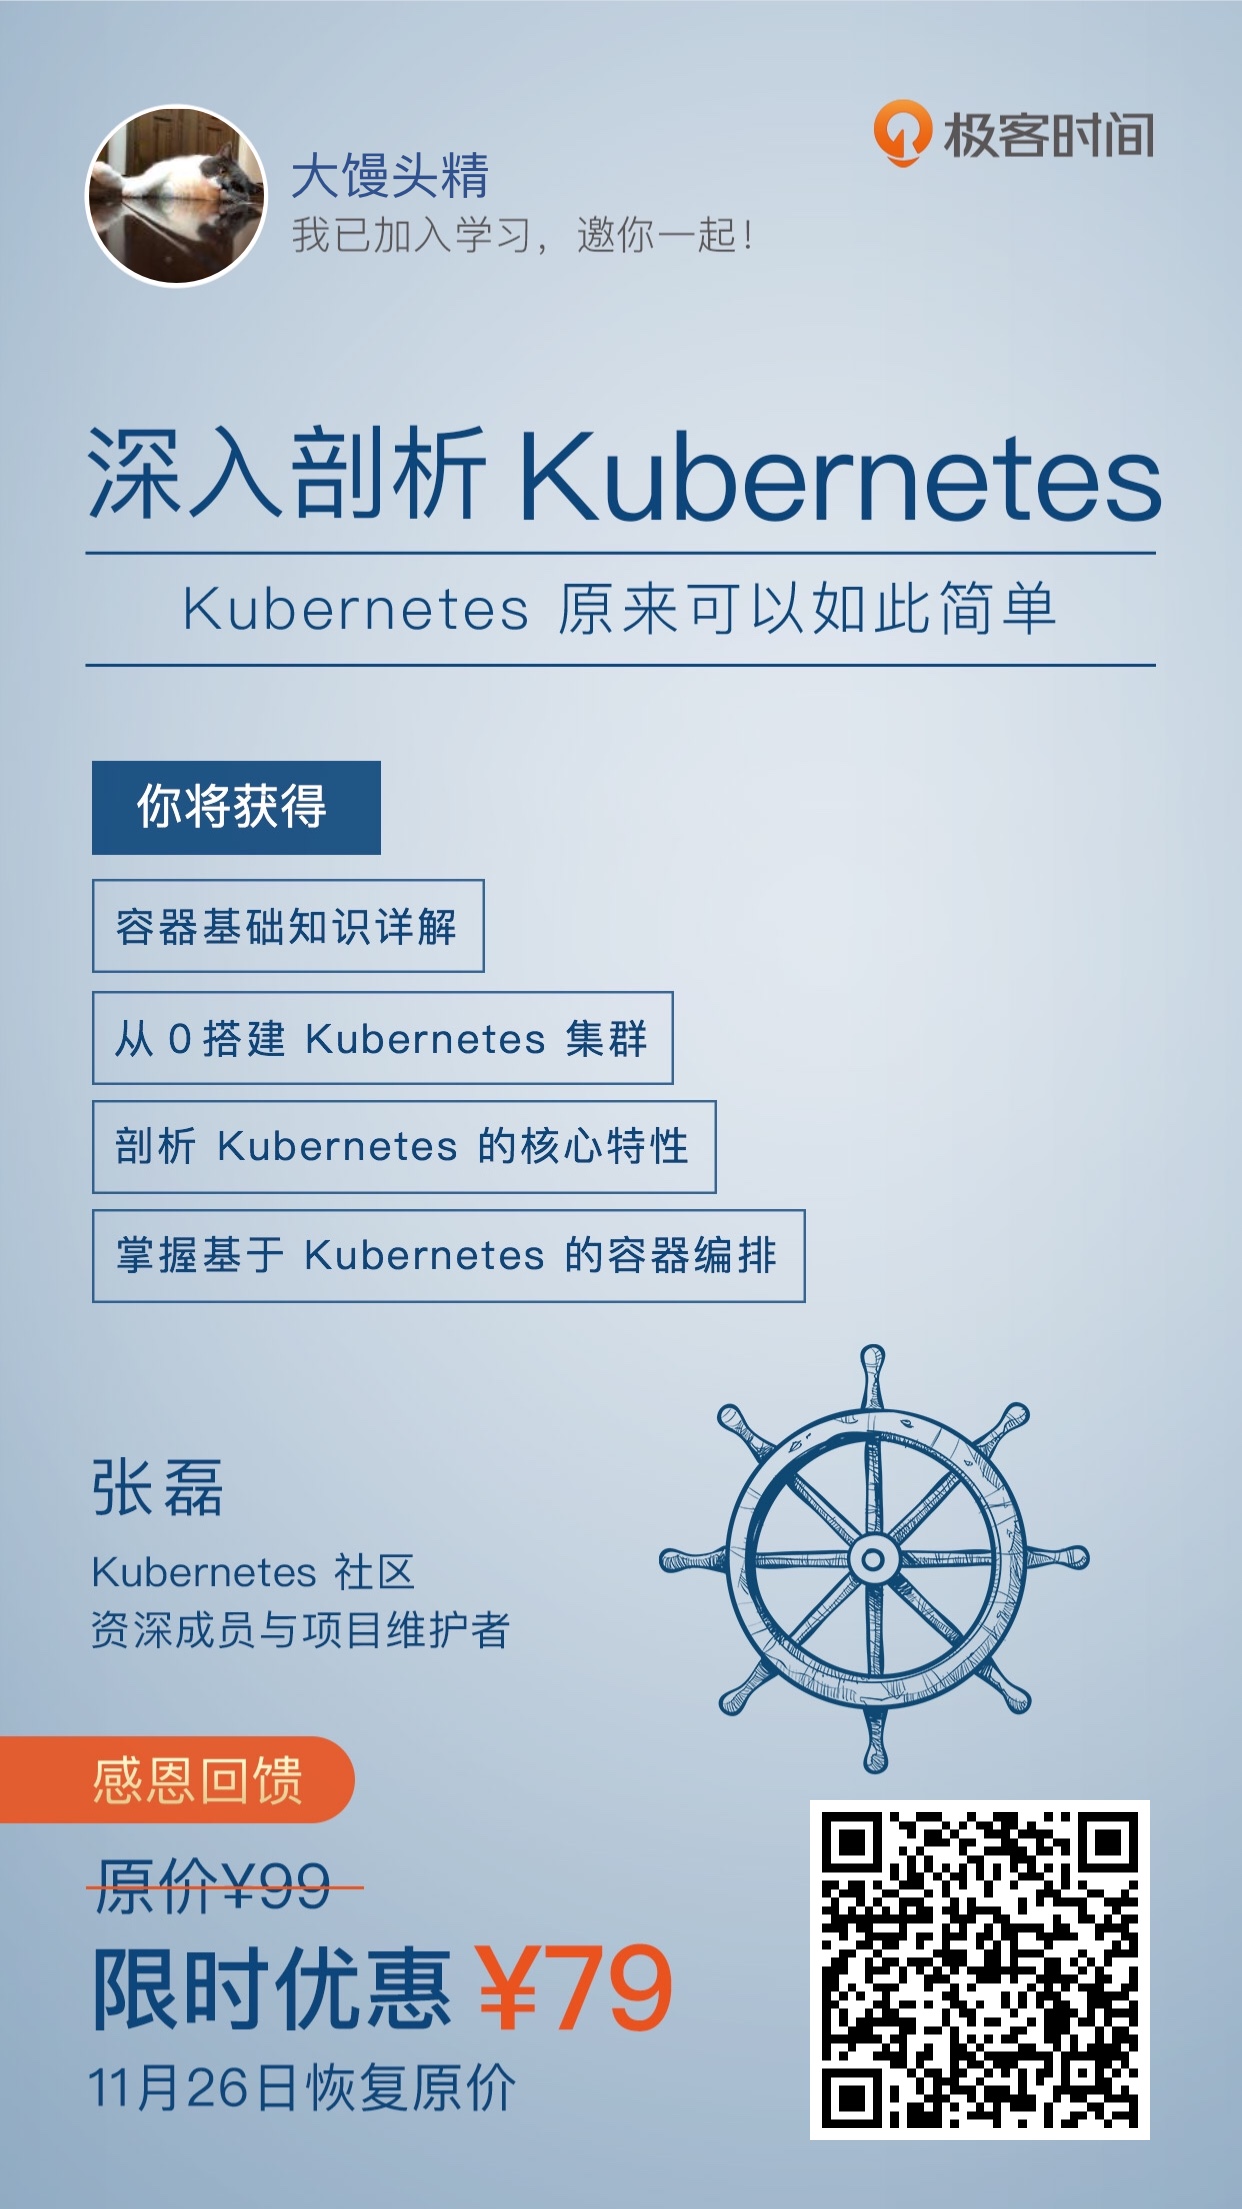 极客时间
大馒头精
我已加入学习，邀你一起！
深入剖析 Kubernetes
Kubernetes 原来可以如此简单
你将获得
容器基础知识详解
从 0 搭建 Kubernetes 集群
剖析 Kubernetes 的核心特性
掌握基于 Kubernetes 的容器编排
张磊
Kubernetes 社区
资深成员与项目维护者
感恩回馈
原价¥99
限时优惠 ¥79
11月26日恢复原价